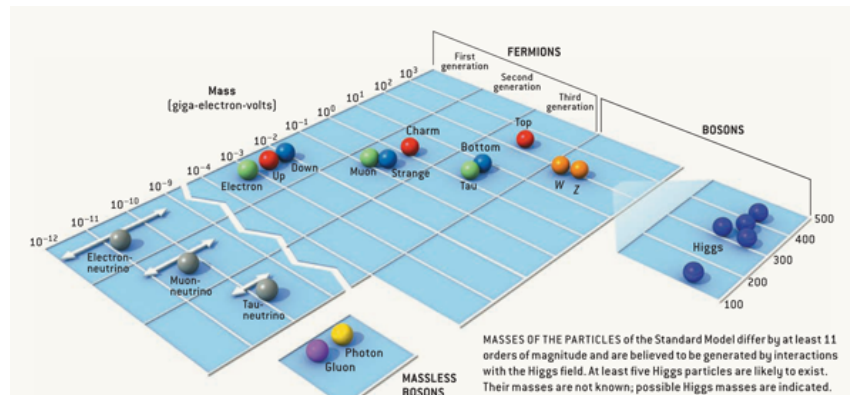 FERMIONS
First
generation
Second
generation
Third
generation
BOSONS
Mass
(giga-electron-volts)
10³
10²
10¹
10⁰
10⁻¹
10⁻²
10⁻³
10⁻⁴
10⁻⁹
10⁻¹⁰
10⁻¹¹
10⁻¹²
Top
Charm
Bottom
Down
Up
Electron
Muon
Strange
Tau
W
Z
Higgs
500
400
300
200
100
Electron-
neutrino
Muon-
neutrino
Tau-
neutrino
Photon
Gluon
MASSLESS
BOSONS
MASSES OF THE PARTICLES of the Standard Model differ by at least 11
orders of magnitude and are believed to be generated by interactions
with the Higgs field. At least five Higgs particles are likely to exist.
Their masses are not known; possible Higgs masses are indicated.